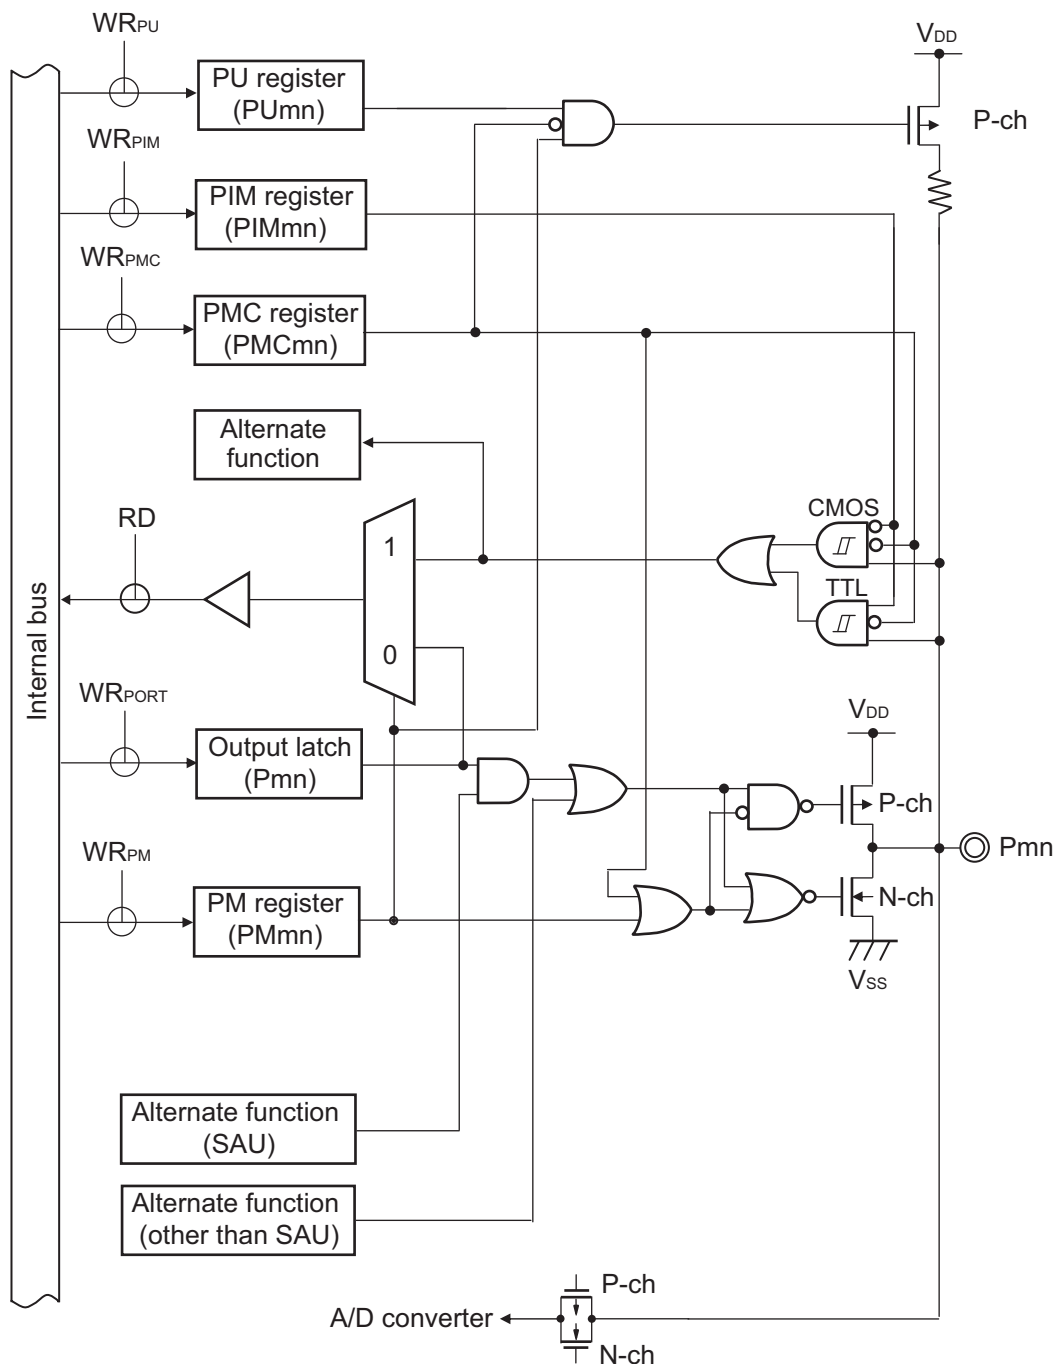 WRPU
VDD
PU register
(PUmn)
P-ch
WRPIM
PIM register
(PIMmn)
WRPMC
PMC register
(PMCmn)
Alternate
function
CMOS
RD
1
TTL
0
Internal bus
WRPORT
VDD
Output latch
(Pmn)
P-ch
Pmn
WRPM
PM register
(PMmn)
N-ch
VSS
Alternate function
(SAU)
Alternate function
(other than SAU)
P-ch
A/D converter
N-ch